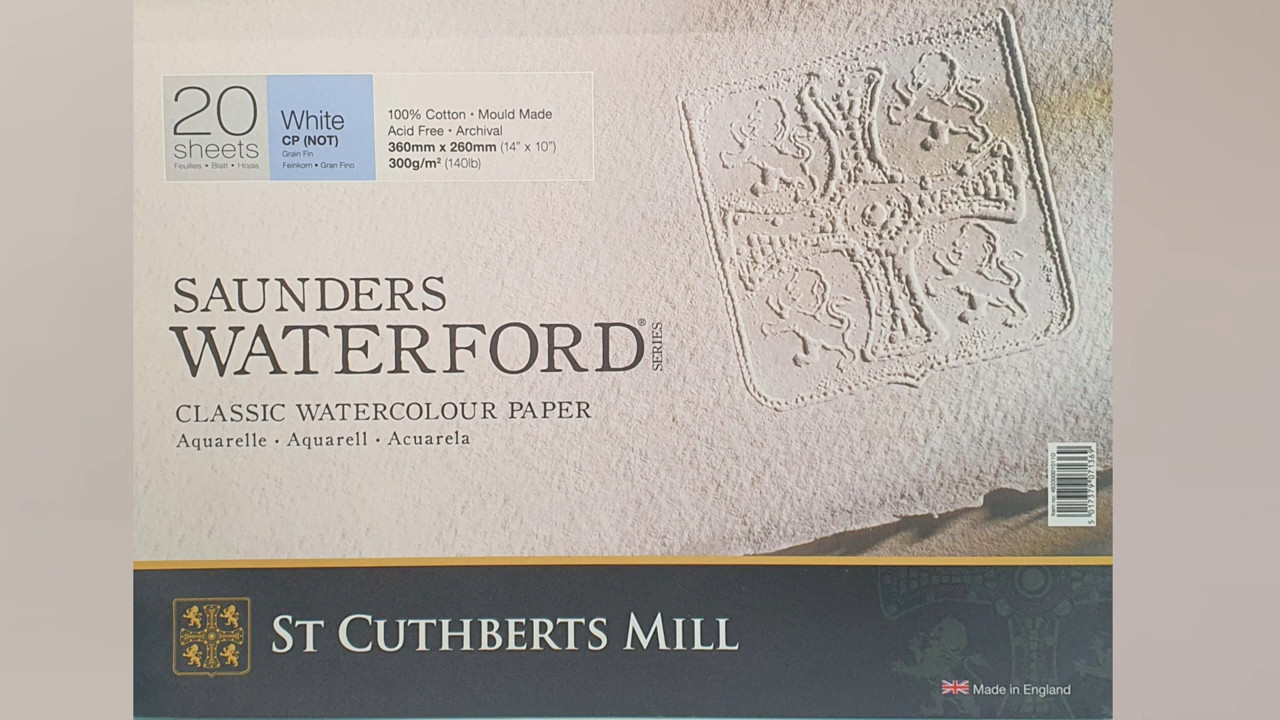 20
sheets
Feuilles • Blatt • Hojas
White
CP (NOT)
Grain Fin
Feinkorn • Gran Fino
100% Cotton • Mould Made
Acid Free • Archival
360mm x 260mm (14" x 10")
300g/m² (140lb)
SAUNDERS
WATERFORD®
SERIES
CLASSIC WATERCOLOUR PAPER
Aquarelle • Aquarell • Acuarela
ST CUTHBERTS MILL
Made in England